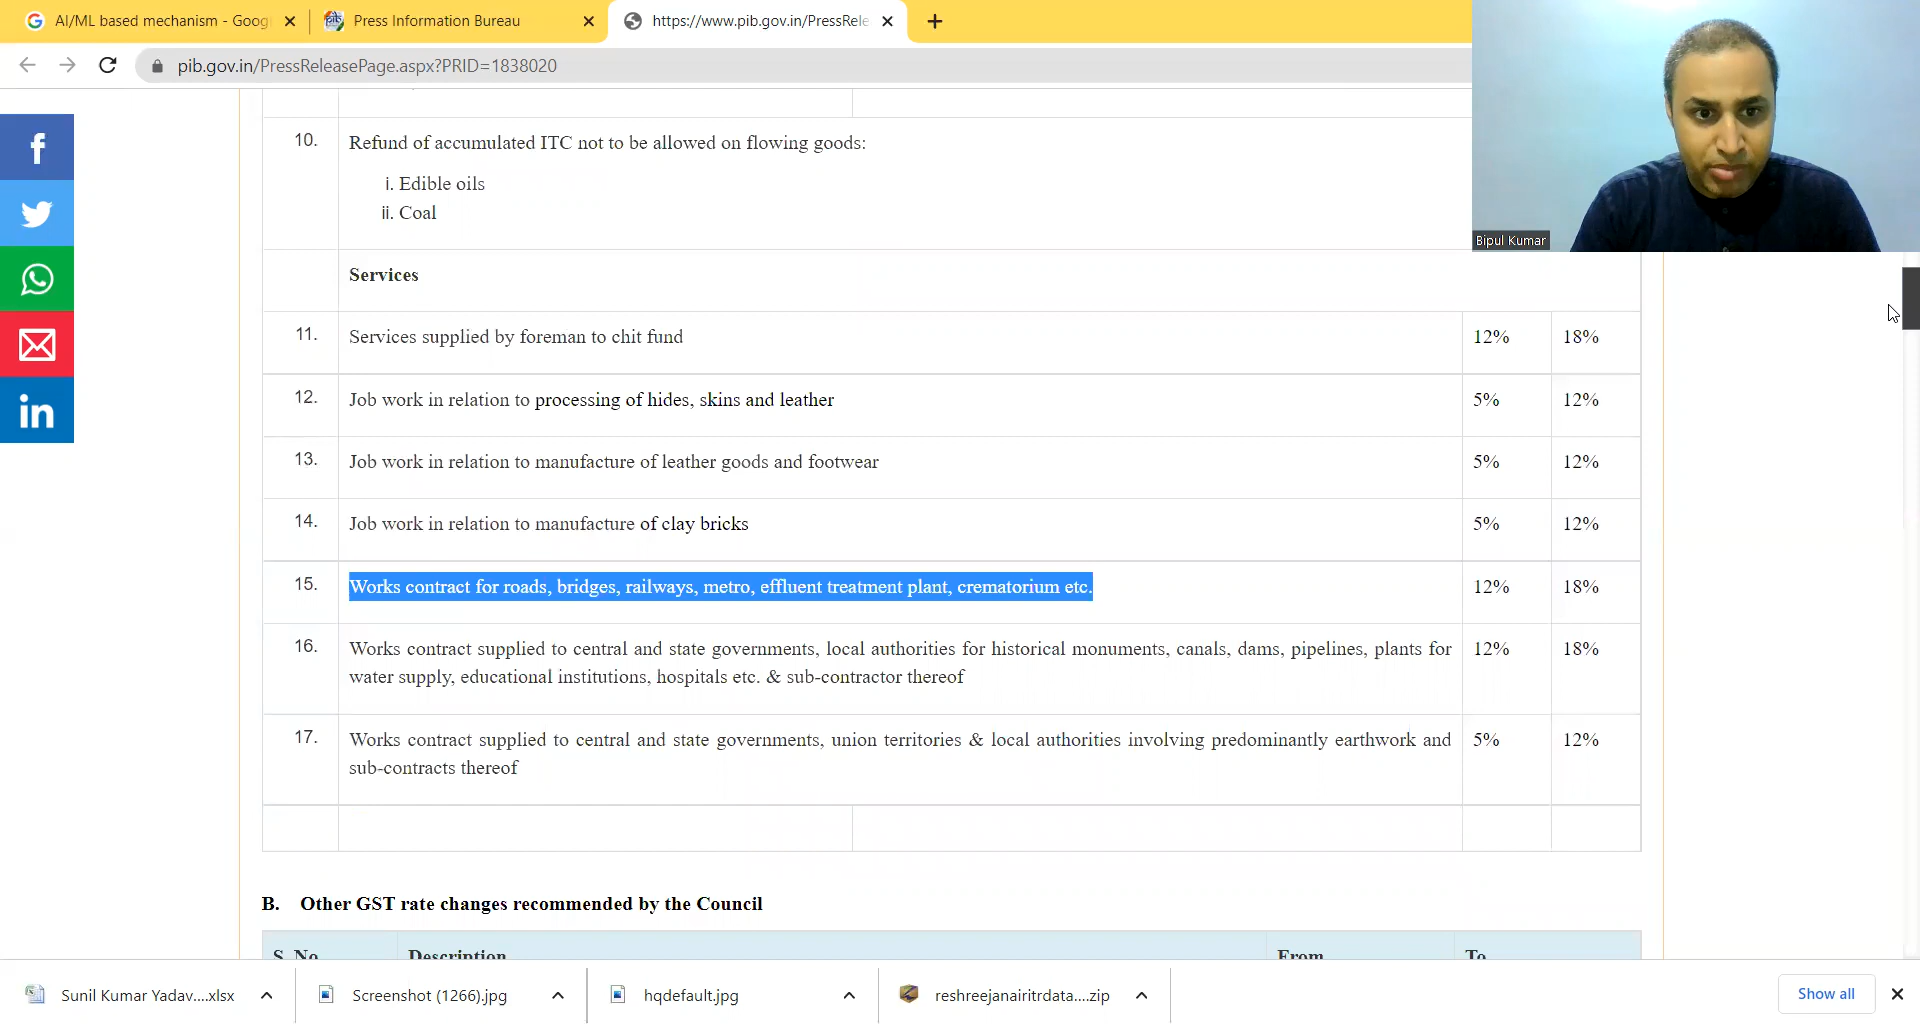 AI/ML based mechanism - Goog
Press Information Bureau
https://www.pib.gov.in/PressRele
pib.gov.in/PressReleasePage.aspx?PRID=1838020
Bipul Kumar
10. Refund of accumulated ITC not to be allowed on flowing goods:
i. Edible oils
ii. Coal
Services
11. Services supplied by foreman to chit fund 12% 18%
12. Job work in relation to processing of hides, skins and leather 5% 12%
13. Job work in relation to manufacture of leather goods and footwear 5% 12%
14. Job work in relation to manufacture of clay bricks 5% 12%
15. Works contract for roads, bridges, railways, metro, effluent treatment plant, crematorium etc. 12% 18%
16. Works contract supplied to central and state governments, local authorities for historical monuments, canals, dams, pipelines, plants for 12% 18%
water supply, educational institutions, hospitals etc. & sub-contractor thereof
17. Works contract supplied to central and state governments, union territories & local authorities involving predominantly earthwork and 5% 12%
sub-contracts thereof
B. Other GST rate changes recommended by the Council
S. No Description From To
Sunil Kumar Yadav....xlsx
Screenshot (1266).jpg
hqdefault.jpg
reshreejanairitrdata....zip
Show all